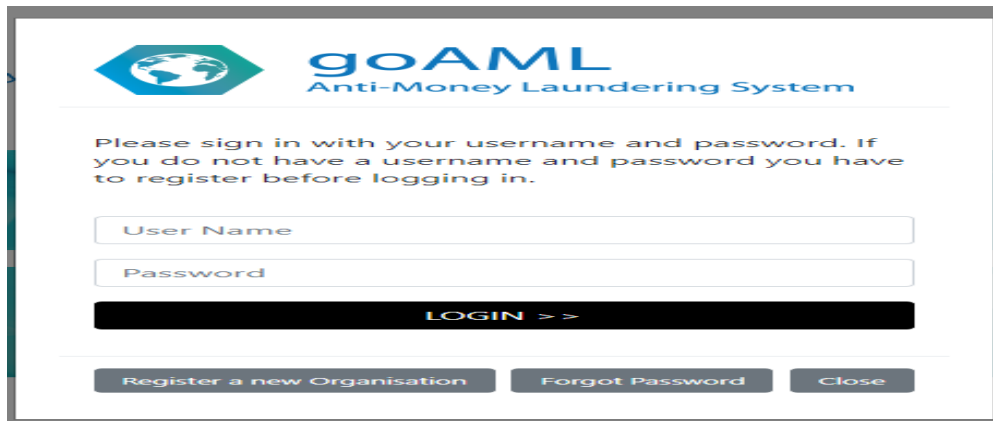 goAML
Anti-Money Laundering System
Please sign in with your username and password. If
you do not have a username and password you have
to register before logging in.
User Name
Password
LOGIN >>
Register a new Organisation Forgot Password Close